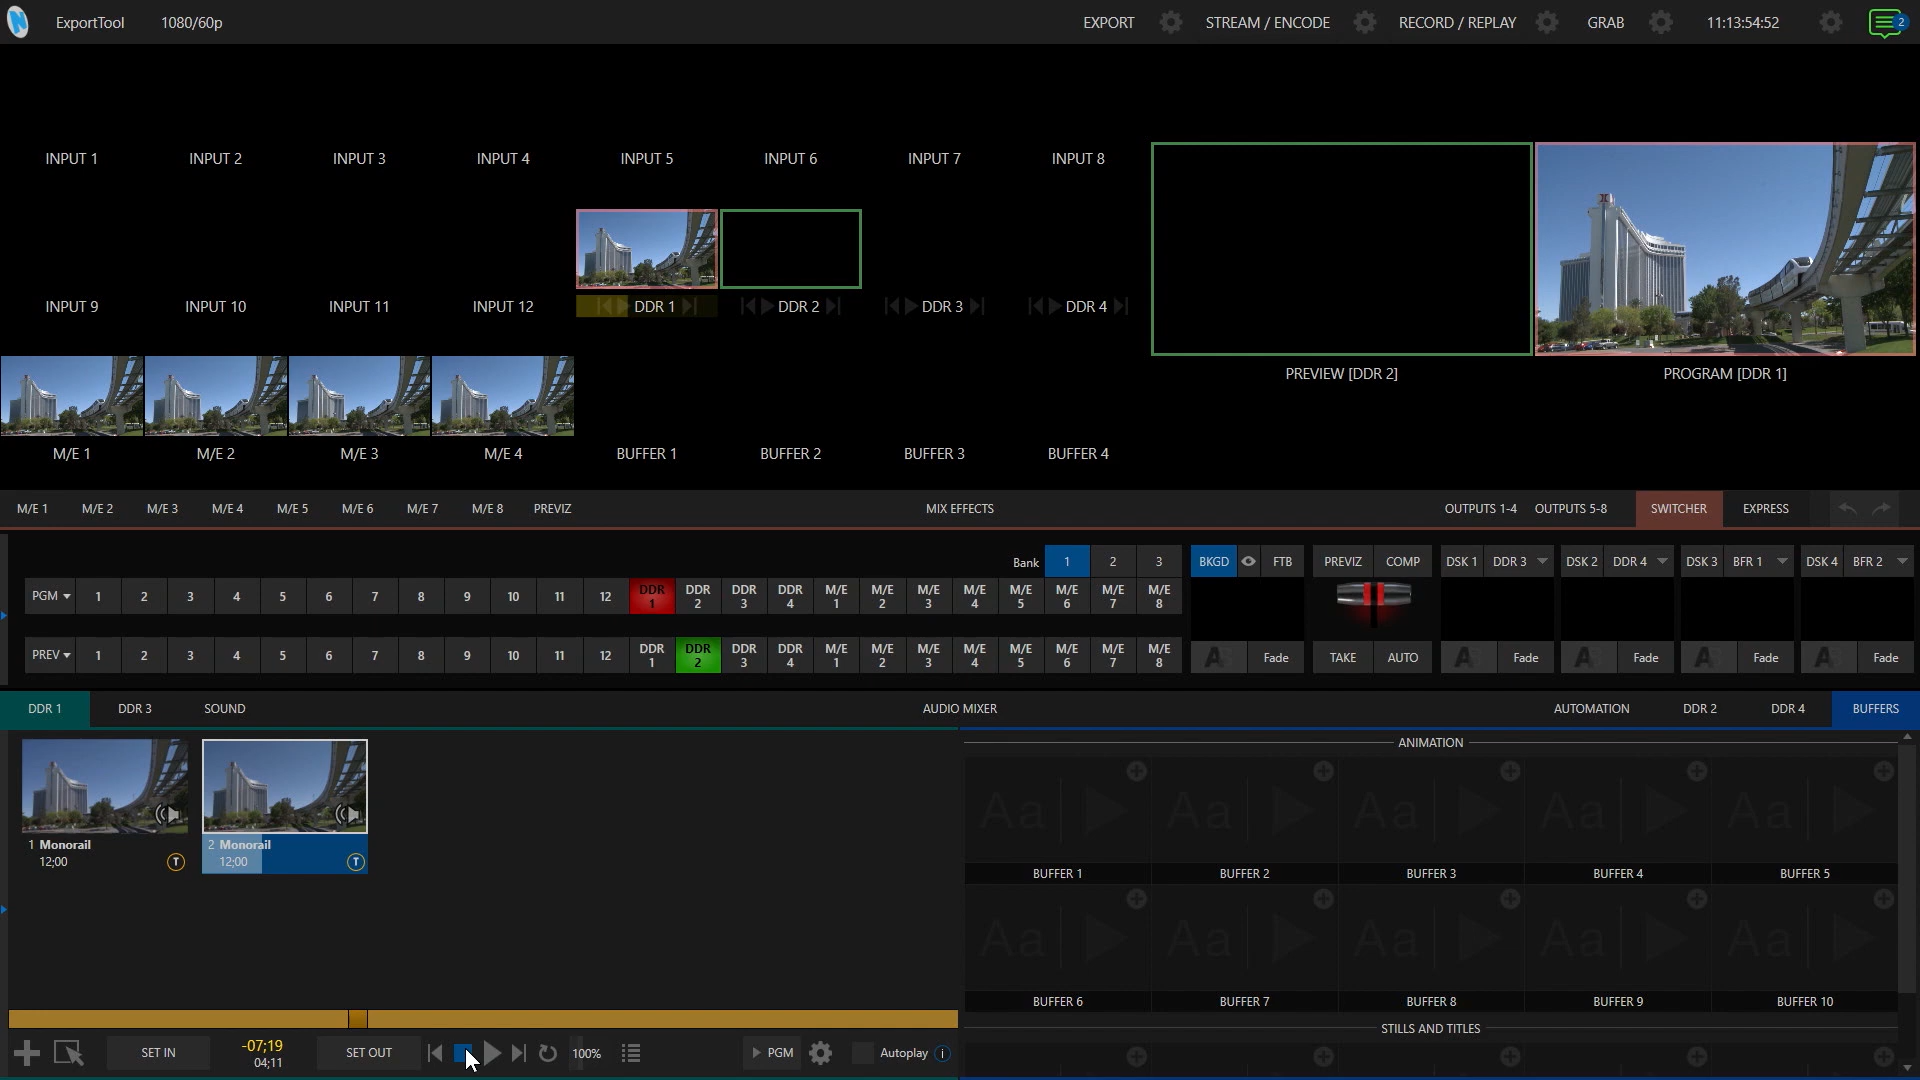 ExportTool 1080/60p EXPORT STREAM / ENCODE RECORD / REPLAY GRAB 11:13:54:52 2
INPUT 1 INPUT 2 INPUT 3 INPUT 4 INPUT 5 INPUT 6 INPUT 7 INPUT 8
INPUT 9 INPUT 10 INPUT 11 INPUT 12 DDR 1 DDR 2 DDR 3 DDR 4
PREVIEW [DDR 2] PROGRAM [DDR 1]
M/E 1 M/E 2 M/E 3 M/E 4 BUFFER 1 BUFFER 2 BUFFER 3 BUFFER 4
M/E 1 M/E 2 M/E 3 M/E 4 M/E 5 M/E 6 M/E 7 M/E 8 PREVIZ MIX EFFECTS OUTPUTS 1-4 OUTPUTS 5-8 SWITCHER EXPRESS
Bank 1 2 3 BKGD FTB PREVIZ COMP DSK 1 DDR 3 DSK 2 DDR 4 DSK 3 BFR 1 DSK 4 BFR 2
PGM 1 2 3 4 5 6 7 8 9 10 11 12 DDR 1 DDR 2 DDR 3 DDR 4 M/E 1 M/E 2 M/E 3 M/E 4 M/E 5 M/E 6 M/E 7 M/E 8
PREV 1 2 3 4 5 6 7 8 9 10 11 12 DDR 1 DDR 2 DDR 3 DDR 4 M/E 1 M/E 2 M/E 3 M/E 4 M/E 5 M/E 6 M/E 7 M/E 8
Fade TAKE AUTO Fade Fade Fade Fade
DDR 1 DDR 3 SOUND AUDIO MIXER AUTOMATION DDR 2 DDR 4 BUFFERS
ANIMATION
Aa Aa Aa Aa Aa
1 Monorail 2 Monorail
12;00 T 12;00 T
BUFFER 1 BUFFER 2 BUFFER 3 BUFFER 4 BUFFER 5
Aa Aa Aa Aa Aa
BUFFER 6 BUFFER 7 BUFFER 8 BUFFER 9 BUFFER 10
STILLS AND TITLES
SET IN -07;19 SET OUT 100% PGM Autoplay i
04;11